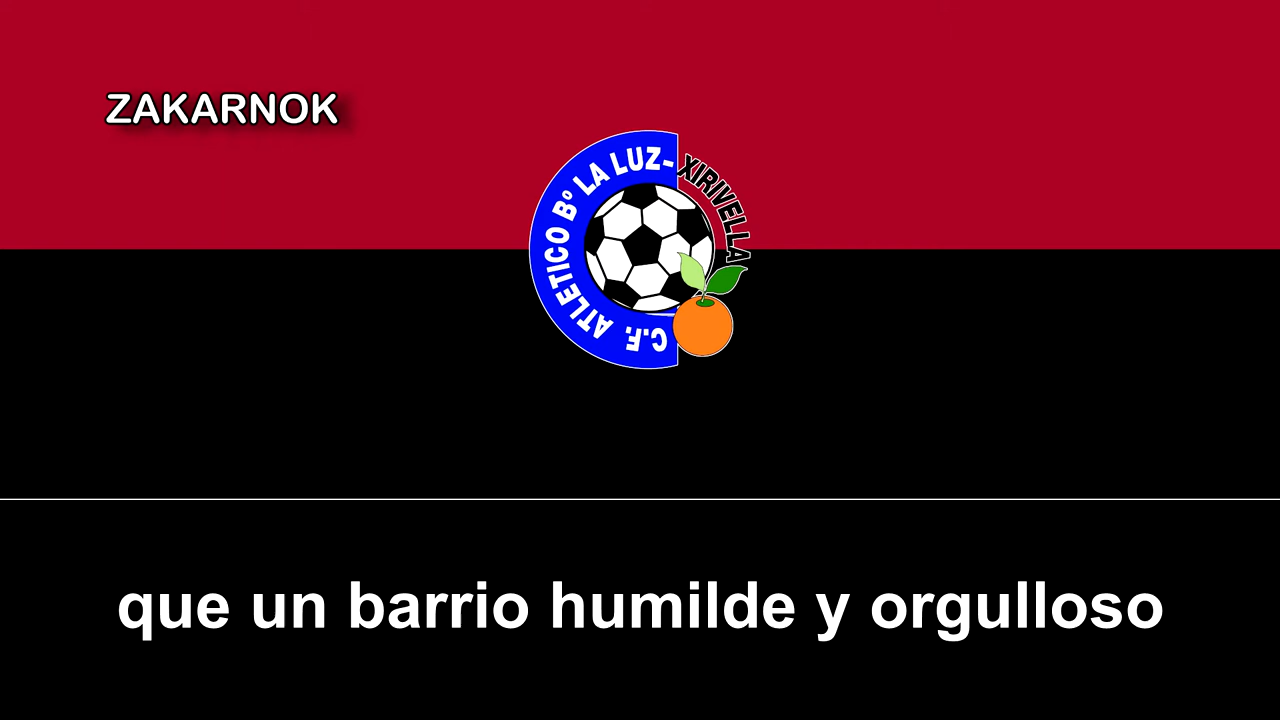 ZAKARNOK
C.F. ATLETICO Bº LA LUZ-XIRIVELLA
que un barrio humilde y orgulloso